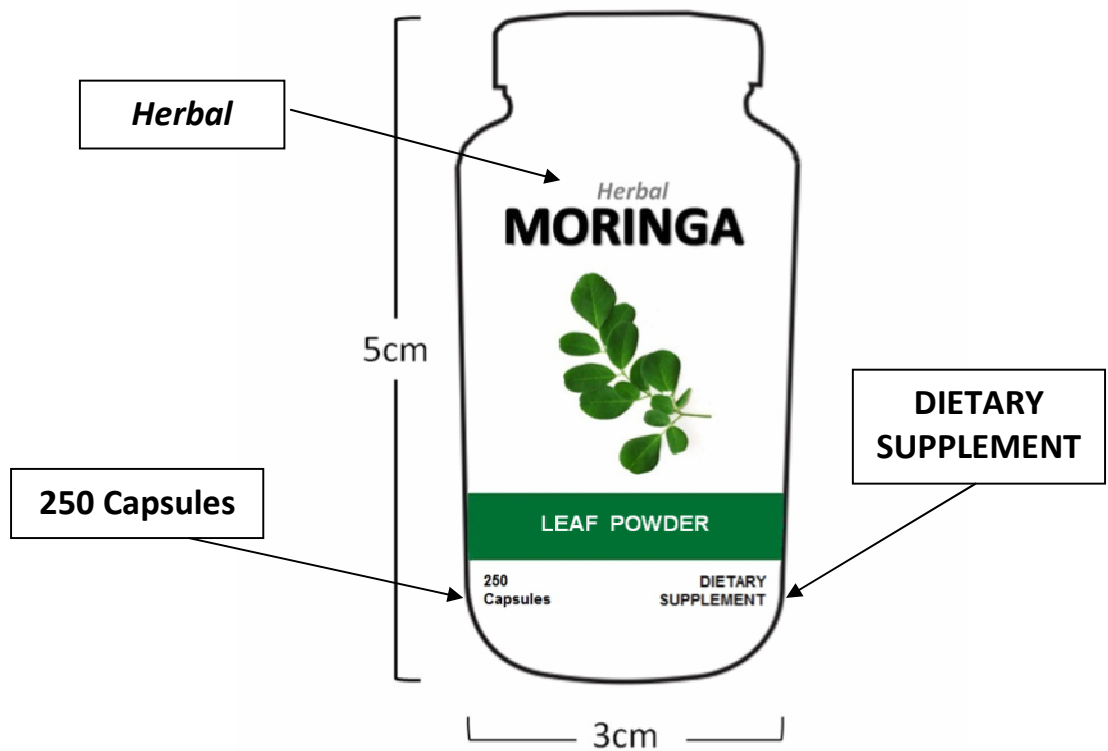 Herbal
Herbal
MORINGA
5cm
DIETARY
SUPPLEMENT
250 Capsules
LEAF POWDER
250
Capsules
DIETARY
SUPPLEMENT
3cm